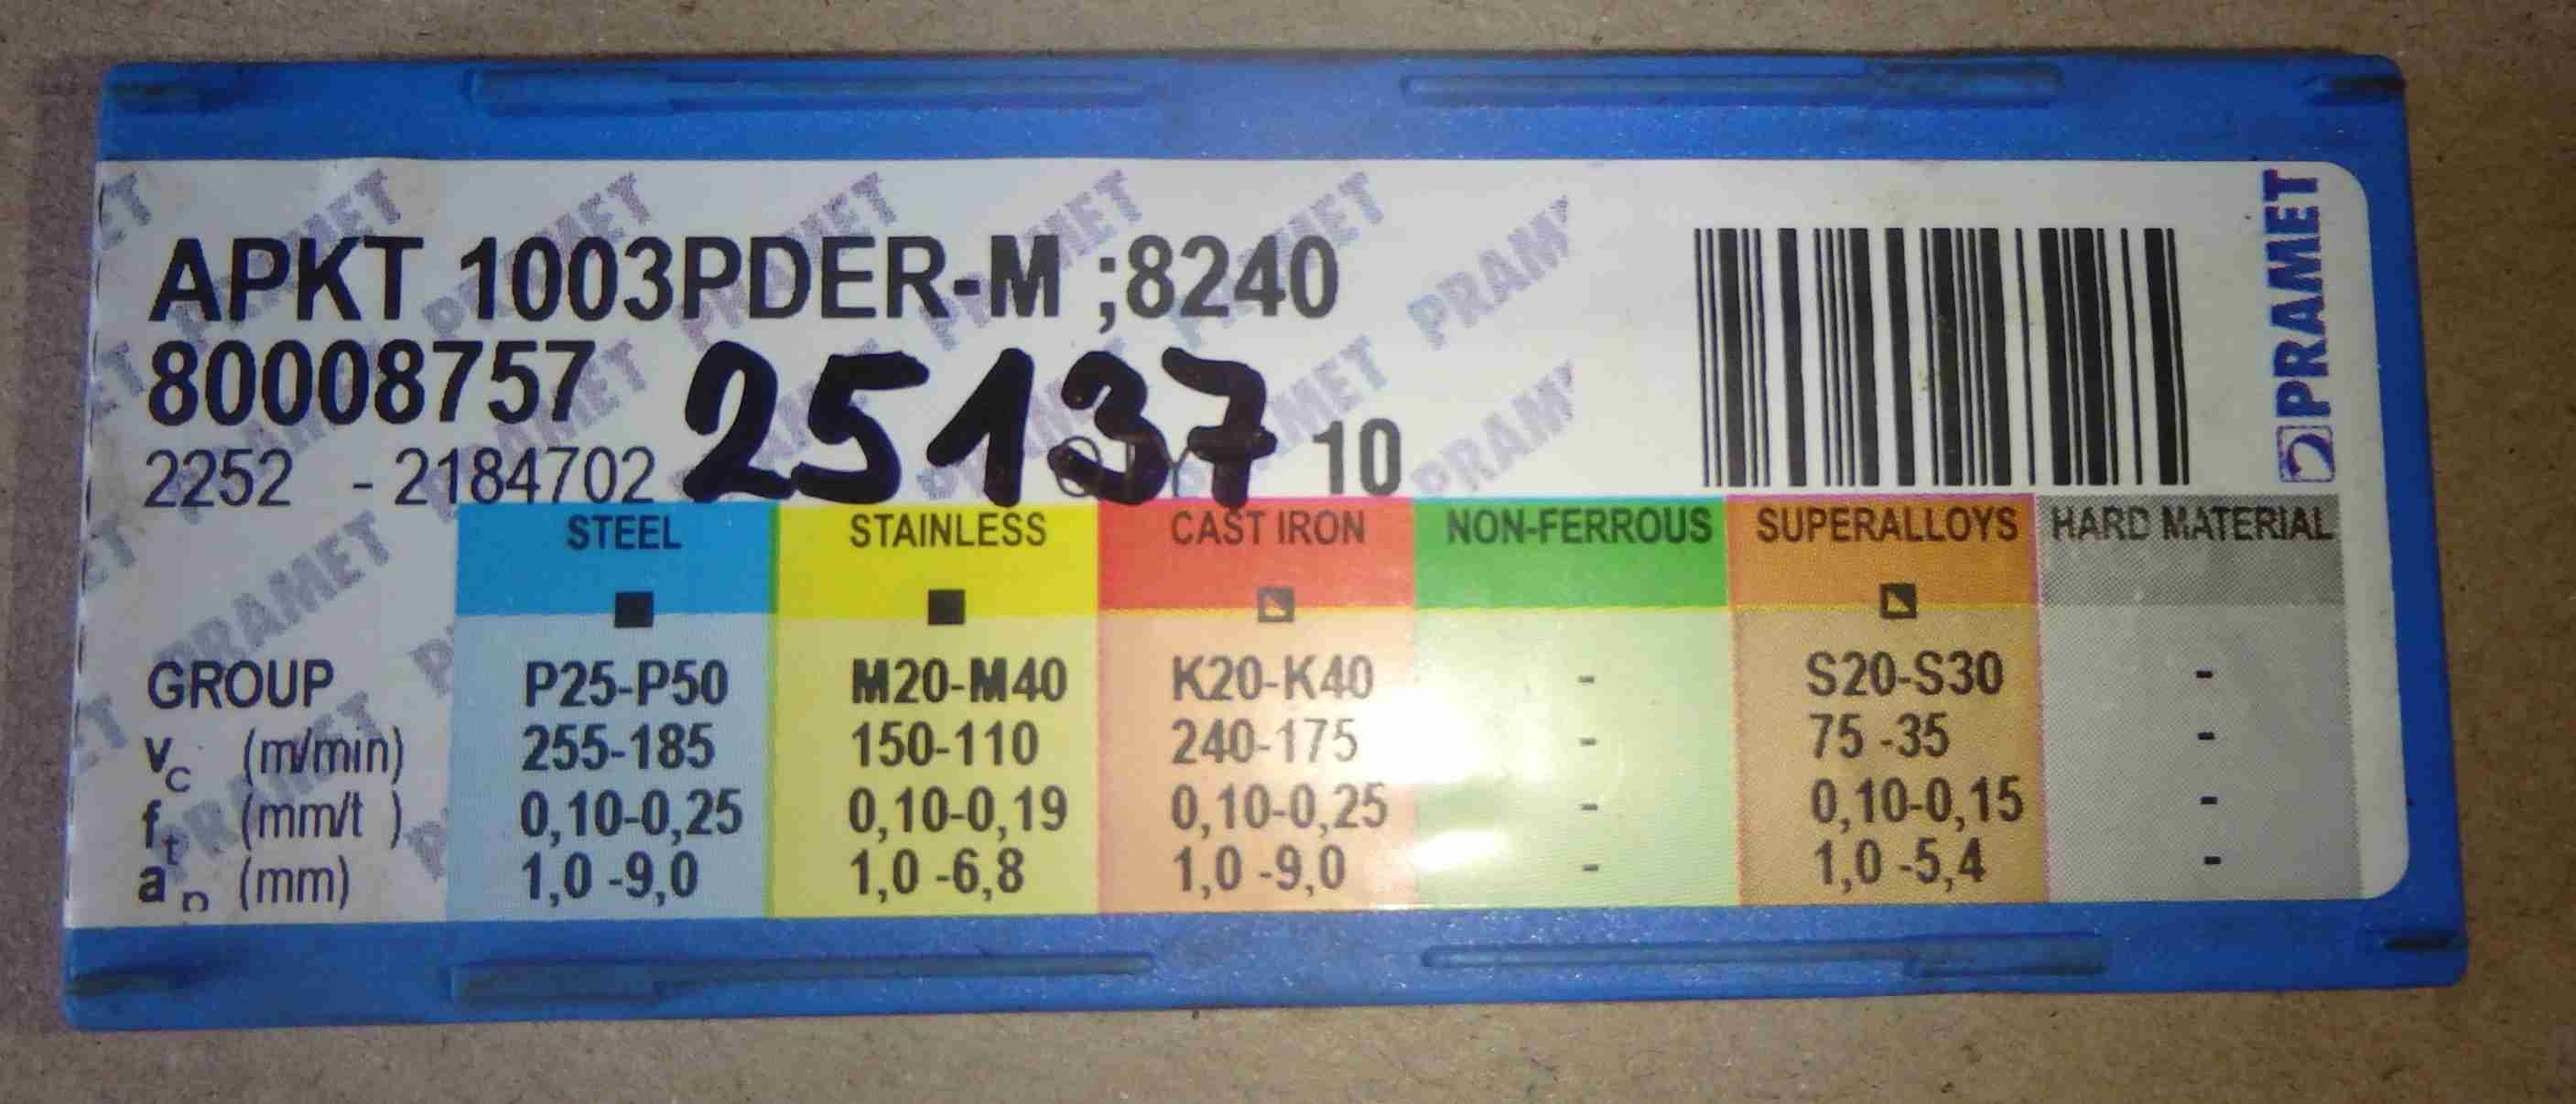 APKT 1003PDER-M ;8240
80008757
25137
2252 - 2184702
10
PRAMET
STEEL STAINLESS CAST IRON NON-FERROUS SUPERALLOYS HARD MATERIAL
GROUP P25-P50 M20-M40 K20-K40 - S20-S30 -
vc (m/min) 255-185 150-110 240-175 - 75 -35 -
ft (mm/t ) 0,10-0,25 0,10-0,19 0,10-0,25 - 0,10-0,15 -
ap (mm) 1,0 -9,0 1,0 -6,8 1,0 -9,0 - 1,0 -5,4 -